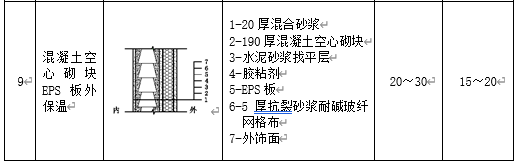 9
混凝土空
心砌块
EPS 板外
保温
7
6
5
4
3
2
1
内
外
1-20 厚混合砂浆
2-190 厚混凝土空心砌块
3-水泥砂浆找平层
4-胶粘剂
5-EPS 板
6-5 厚抗裂砂浆耐碱玻纤
网格布
7-外饰面
20～30
15～20